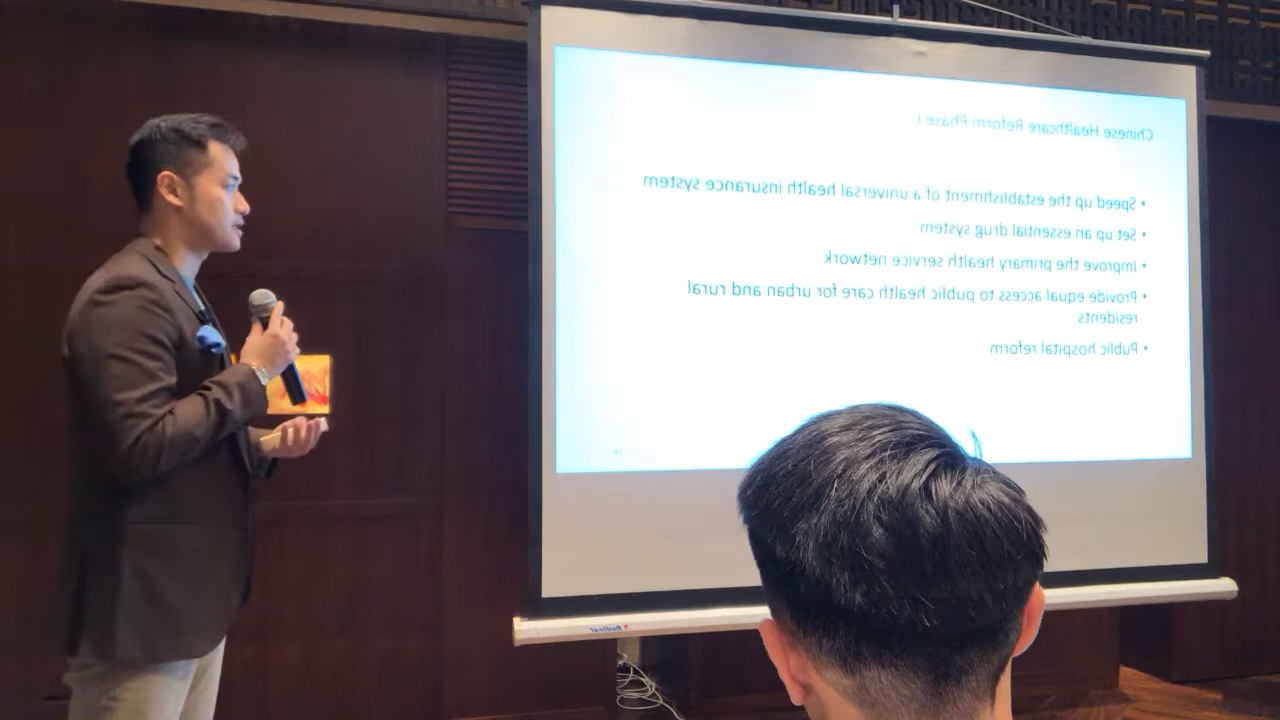 Chinese Healthcare Reform Phase I
• Speed up the establishment of a universal health insurance system
• Set up an essential drug system
• Improve the primary health service network
• Provide equal access to public health care for urban and rural
residents
• Public hospital reform
Redleaf